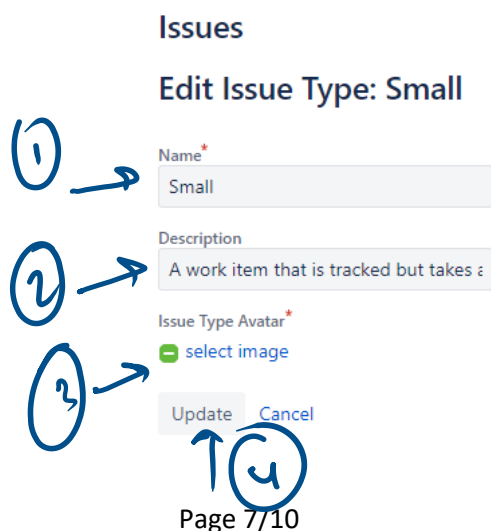 Issues
Edit Issue Type: Small
1
Name*
Small
2
Description
A work item that is tracked but takes a
Issue Type Avatar*
3
select image
Update Cancel
4
Page 7/10